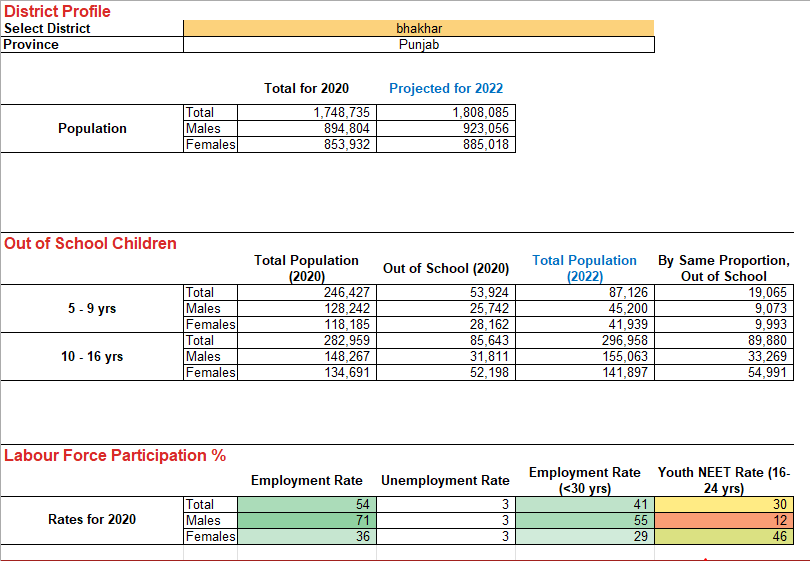 District Profile
Select District bhakhar
Province Punjab
Total for 2020 Projected for 2022
Population
Total 1,748,735 1,808,085
Males 894,804 923,056
Females 853,932 885,018
Out of School Children
Total Population (2020) Out of School (2020) Total Population (2022) By Same Proportion, Out of School
5 - 9 yrs
Total 246,427 53,924 87,126 19,065
Males 128,242 25,742 45,200 9,073
Females 118,185 28,162 41,939 9,993
10 - 16 yrs
Total 282,959 85,643 296,958 89,880
Males 148,267 31,811 155,063 33,269
Females 134,691 52,198 141,897 54,991
Labour Force Participation %
Employment Rate Unemployment Rate Employment Rate (<30 yrs) Youth NEET Rate (16-24 yrs)
Rates for 2020
Total 54 3 41 30
Males 71 3 55 12
Females 36 3 29 46